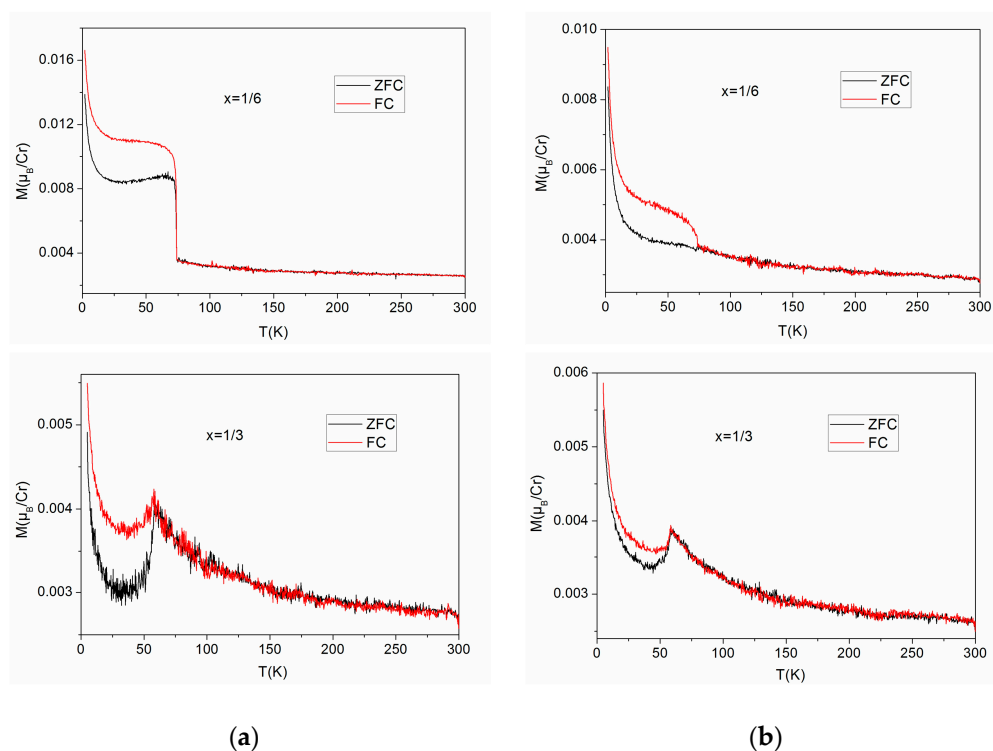 0.016
0.012
0.008
0.004
M(μB/Cr)
x=1/6
ZFC
FC
0 50 100 150 200 250 300
T(K)
0.010
0.008
0.006
0.004
M(μB/Cr)
x=1/6
ZFC
FC
0 50 100 150 200 250 300
T(K)
0.005
0.004
0.003
M(μB/Cr)
x=1/3
ZFC
FC
0 50 100 150 200 250 300
T(K)
0.006
0.005
0.004
0.003
M(μB/Cr)
x=1/3
ZFC
FC
0 50 100 150 200 250 300
T(K)
(a) (b)